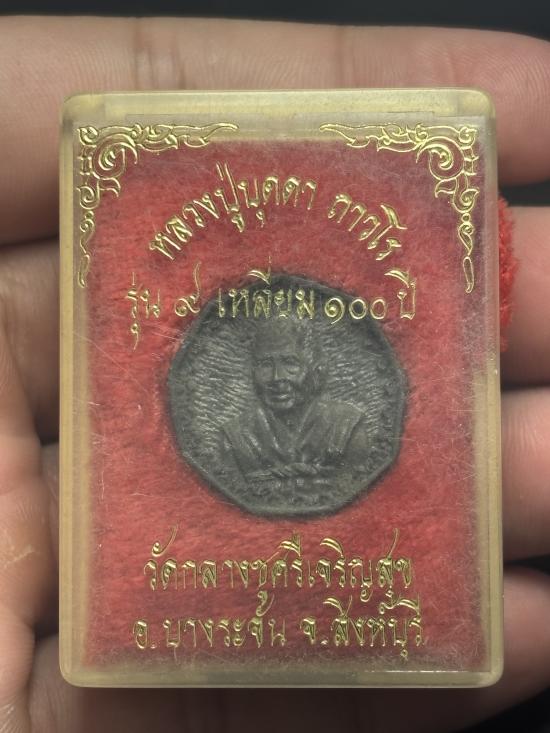 หลวงปู่บุดดา ถาวโร
รุ่น ๙ เหลี่ยม ๑๐๐ ปี
วัดกลางชูศรีเจริญสุข
อ.บางระจัน จ.สิงห์บุรี